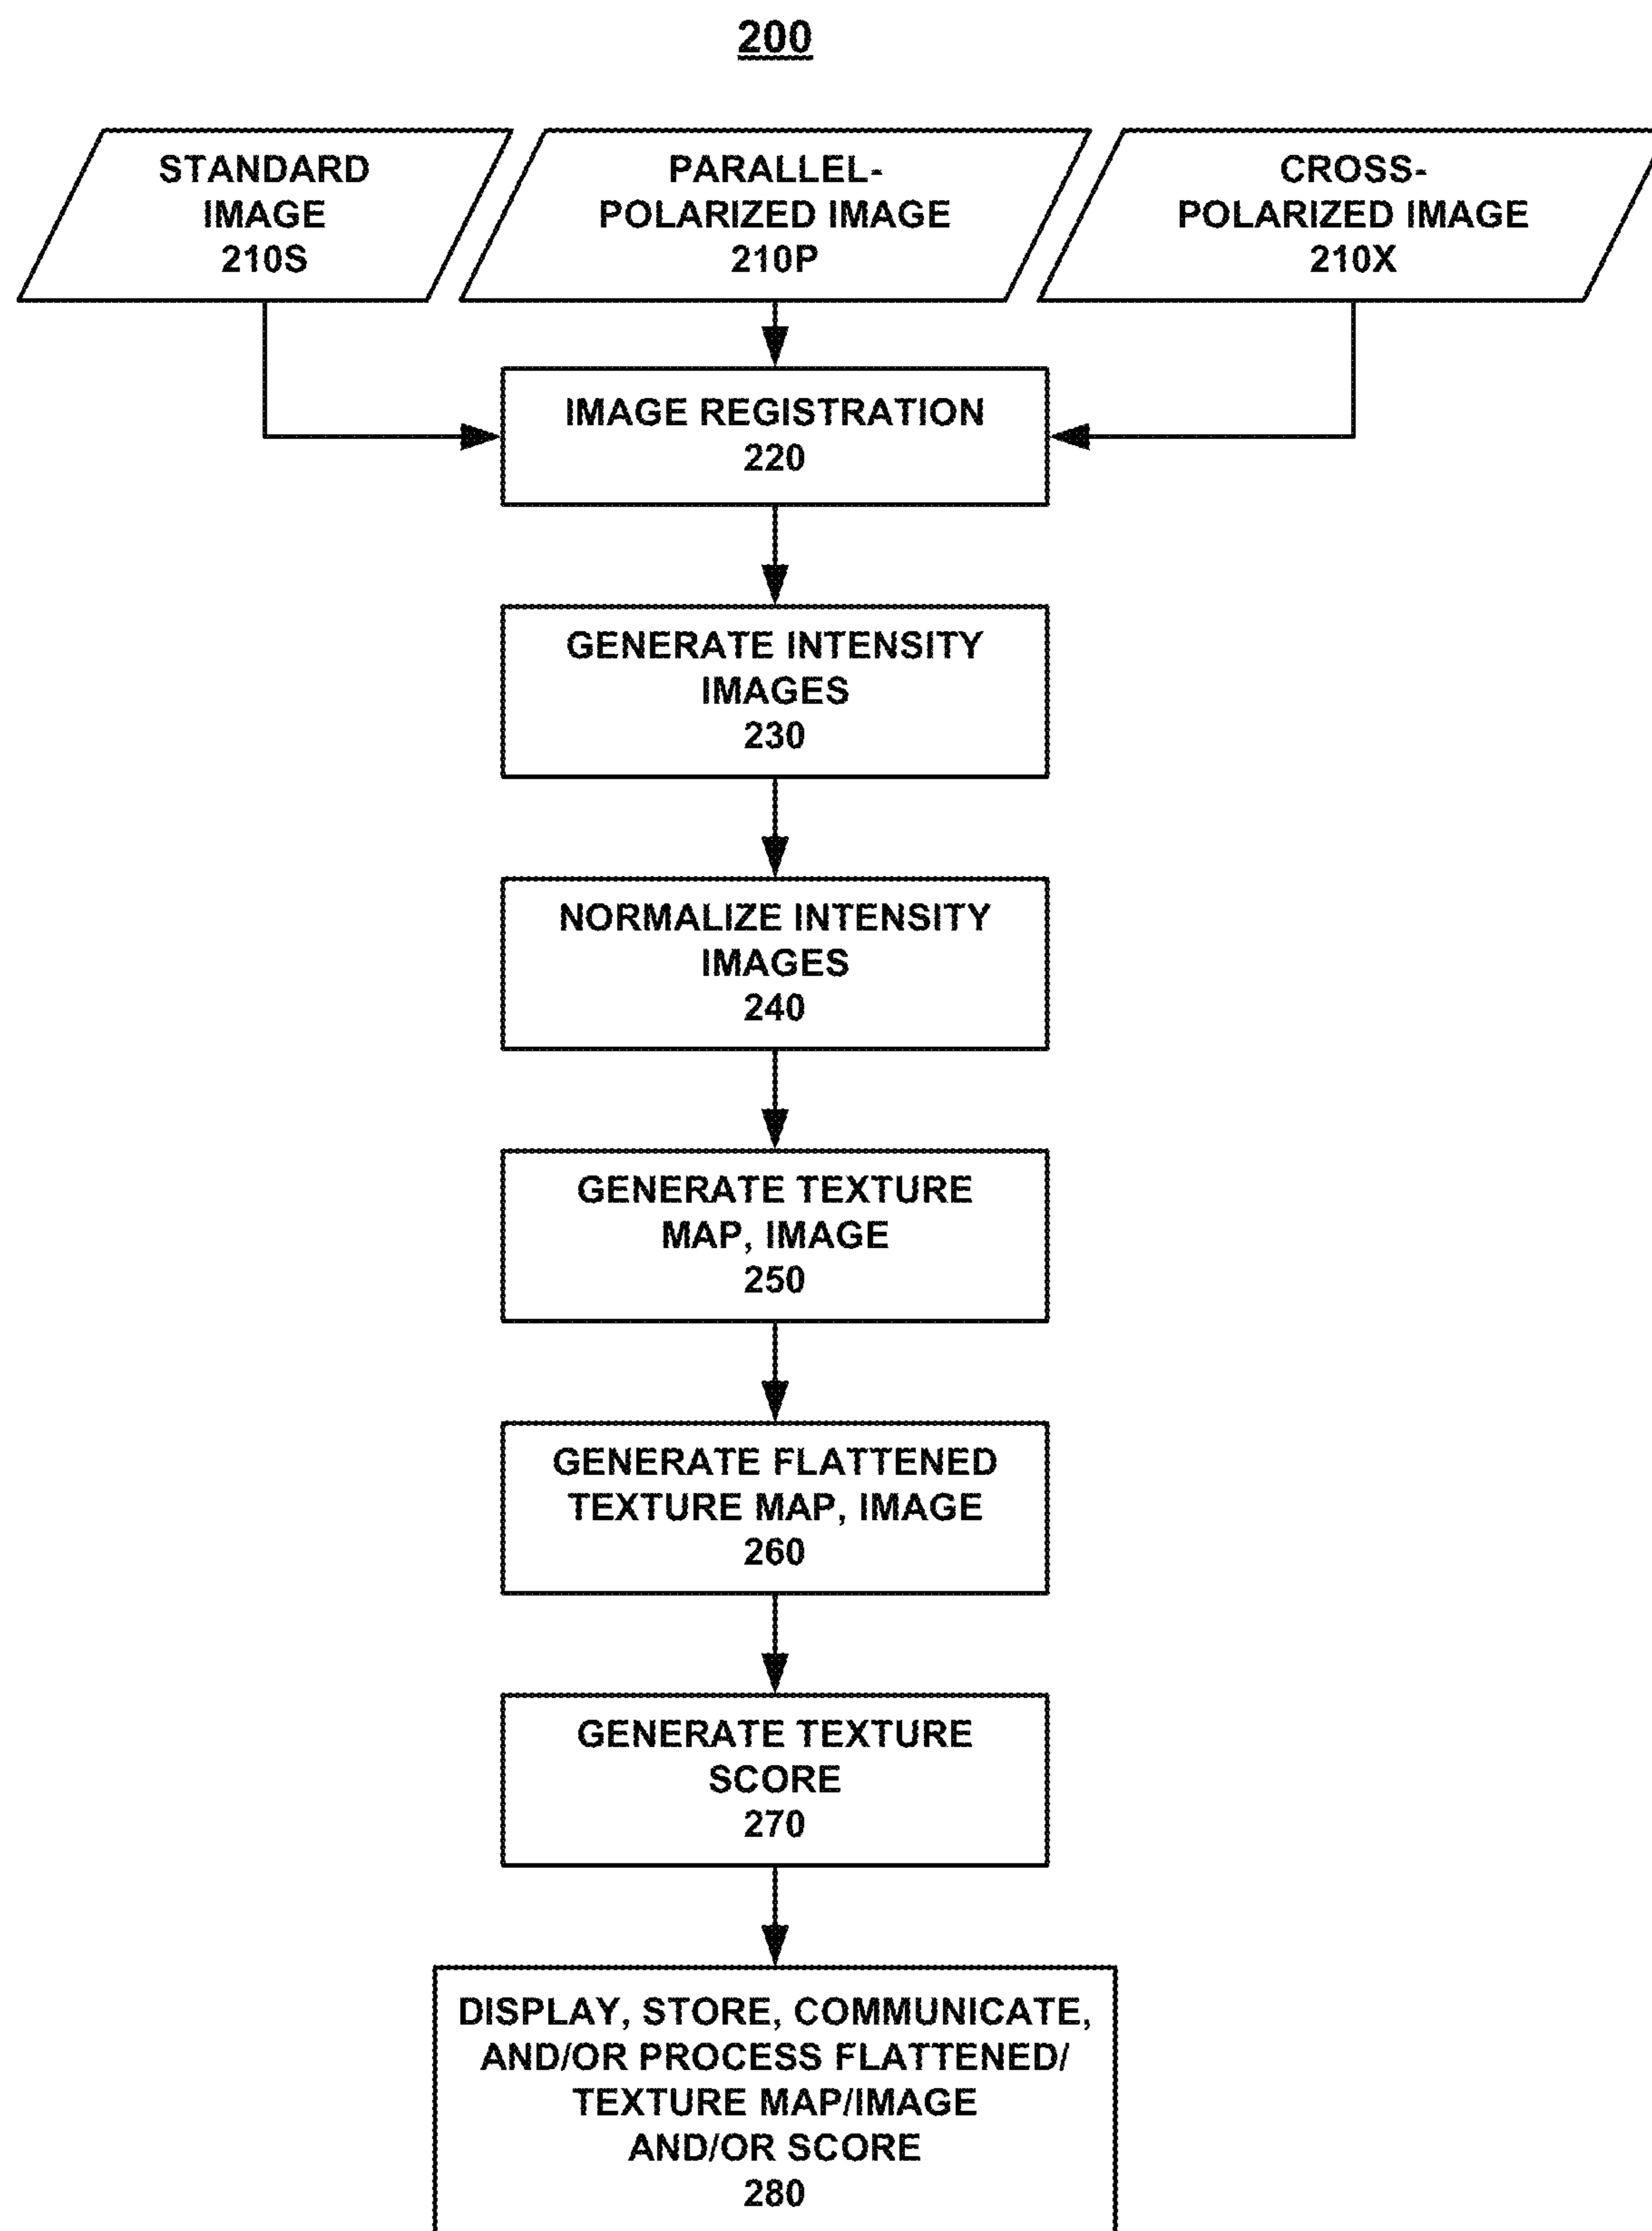 200
STANDARD
IMAGE
210S
PARALLEL-
POLARIZED IMAGE
210P
CROSS-
POLARIZED IMAGE
210X
IMAGE REGISTRATION
220
GENERATE INTENSITY
IMAGES
230
NORMALIZE INTENSITY
IMAGES
240
GENERATE TEXTURE
MAP, IMAGE
250
GENERATE FLATTENED
TEXTURE MAP, IMAGE
260
GENERATE TEXTURE
SCORE
270
DISPLAY, STORE, COMMUNICATE,
AND/OR PROCESS FLATTENED/
TEXTURE MAP/IMAGE
AND/OR SCORE
280